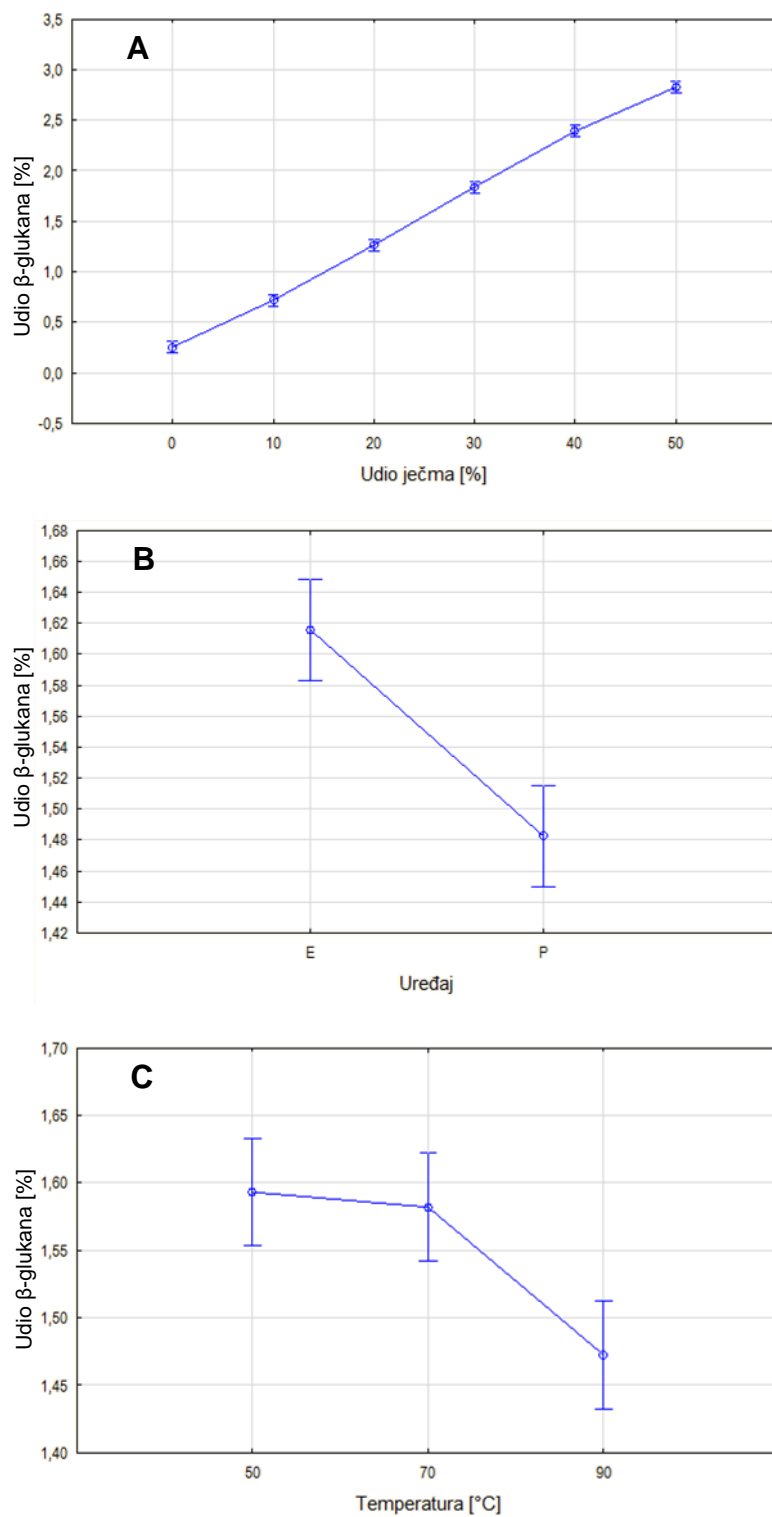 A
3,5
3,0
2,5
2,0
1,5
1,0
0,5
0,0
-0,5
Udio β-glukana [%]
0 10 20 30 40 50
Udio ječma [%]
B
1,68
1,66
1,64
1,62
1,60
1,58
1,56
1,54
1,52
1,50
1,48
1,46
1,44
1,42
Udio β-glukana [%]
E P
Uređaj
C
1,70
1,65
1,60
1,55
1,50
1,45
1,40
Udio β-glukana [%]
50 70 90
Temperatura [°C]